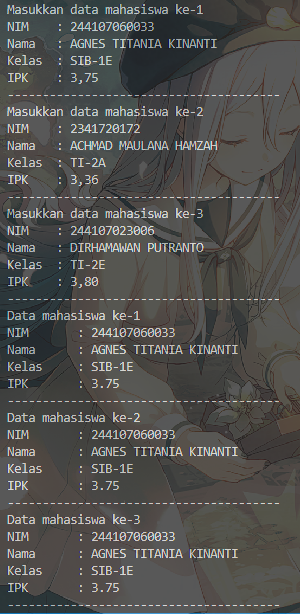 Masukkan data mahasiswa ke-1
NIM : 244107060033
Nama : AGNES TITANIA KINANTI
Kelas : SIB-1E
IPK : 3,75
---------------------------------------
Masukkan data mahasiswa ke-2
NIM : 2341720172
Nama : ACHMAD MAULANA HAMZAH
Kelas : TI-2A
IPK : 3,36
---------------------------------------
Masukkan data mahasiswa ke-3
NIM : 244107023006
Nama : DIRHAMAWAN PUTRANTO
Kelas : TI-2E
IPK : 3,80
---------------------------------------
Data mahasiswa ke-1
NIM : 244107060033
Nama : AGNES TITANIA KINANTI
Kelas : SIB-1E
IPK : 3.75
---------------------------------------
Data mahasiswa ke-2
NIM : 244107060033
Nama : AGNES TITANIA KINANTI
Kelas : SIB-1E
IPK : 3.75
---------------------------------------
Data mahasiswa ke-3
NIM : 244107060033
Nama : AGNES TITANIA KINANTI
Kelas : SIB-1E
IPK : 3.75
---------------------------------------